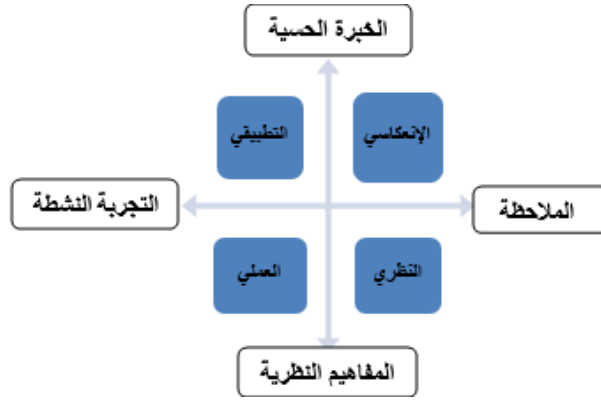 الخبرة الحسية
الإنعكاسي
التطبيقي
الملاحظة
التجربة النشطة
النظري
العملي
المفاهيم النظرية